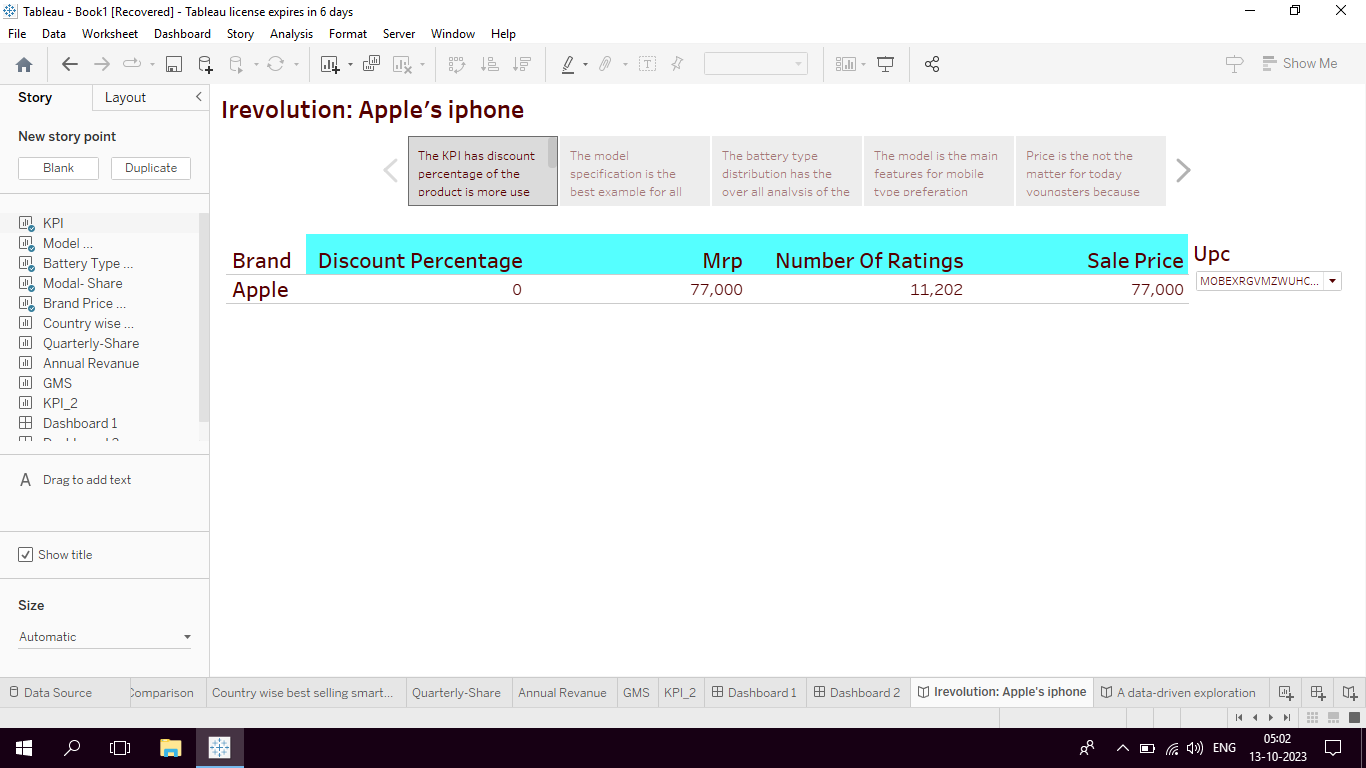 Tableau - Book1 [Recovered] - Tableau license expires in 6 days
File Data Worksheet Dashboard Story Analysis Format Server Window Help
Show Me
Story Layout
New story point
Blank Duplicate
KPI
Model ...
Battery Type ...
Modal- Share
Brand Price ...
Country wise ...
Quarterly-Share
Annual Revanue
GMS
KPI_2
Dashboard 1
A Drag to add text
Show title
Size
Automatic
Irevolution: Apple’s iphone
The KPI has discount
percentage of the
product is more use
The model
specification is the
best example for all
The battery type
distribution has the
over all analysis of the
The model is the main
features for mobile
type preferation
Price is the not the
matter for today
youngsters because
Brand Discount Percentage Mrp Number Of Ratings Sale Price
Apple 0 77,000 11,202 77,000
Upc
MOBEXRGVMZWUHC...
Data Source Comparison Country wise best selling smart... Quarterly-Share Annual Revanue GMS KPI_2 Dashboard 1 Dashboard 2 Irevolution: Apple's iphone A data-driven exploration
ENG
05:02
13-10-2023